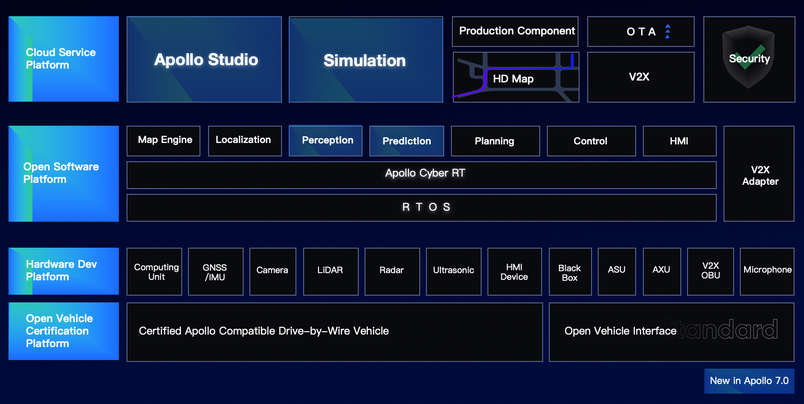 Cloud Service
Platform
Apollo Studio
Simulation
Production Component
HD Map
O T A
V2X
Security
Open Software
Platform
Map Engine
Localization
Perception
Prediction
Planning
Control
HMI
Apollo Cyber RT
R T O S
V2X
Adapter
Hardware Dev
Platform
Computing
Unit
GNSS
/IMU
Camera
LiDAR
Radar
Ultrasonic
HMI
Device
Black
Box
ASU
AXU
V2X
OBU
Microphone
Open Vehicle
Certification
Platform
Certified Apollo Compatible Drive-by-Wire Vehicle
Open Vehicle Interface
New in Apollo 7.0